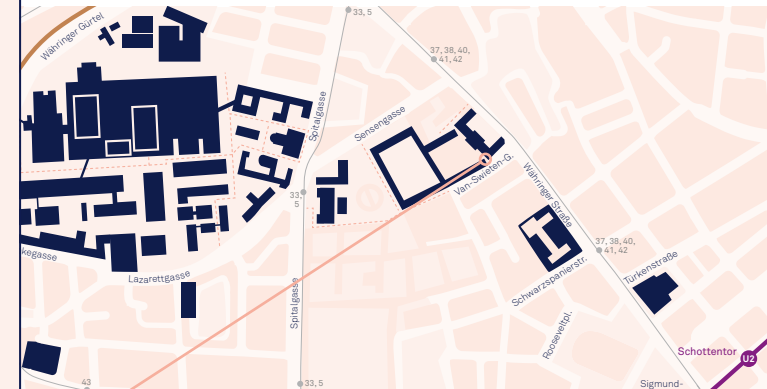 33, 5
Währinger Gürtel
37, 38, 40,
41, 42
Spitalgasse
Sensengasse
Van-Swieten-G.
Währinger Straße
33,
5
37, 38, 40,
41, 42
kegasse
Lazarettgasse
Türkenstraße
Schwarzspanierstr.
Spitalgasse
Rooseveltpl.
Schottentor
U2
43
33, 5
Sigmund-